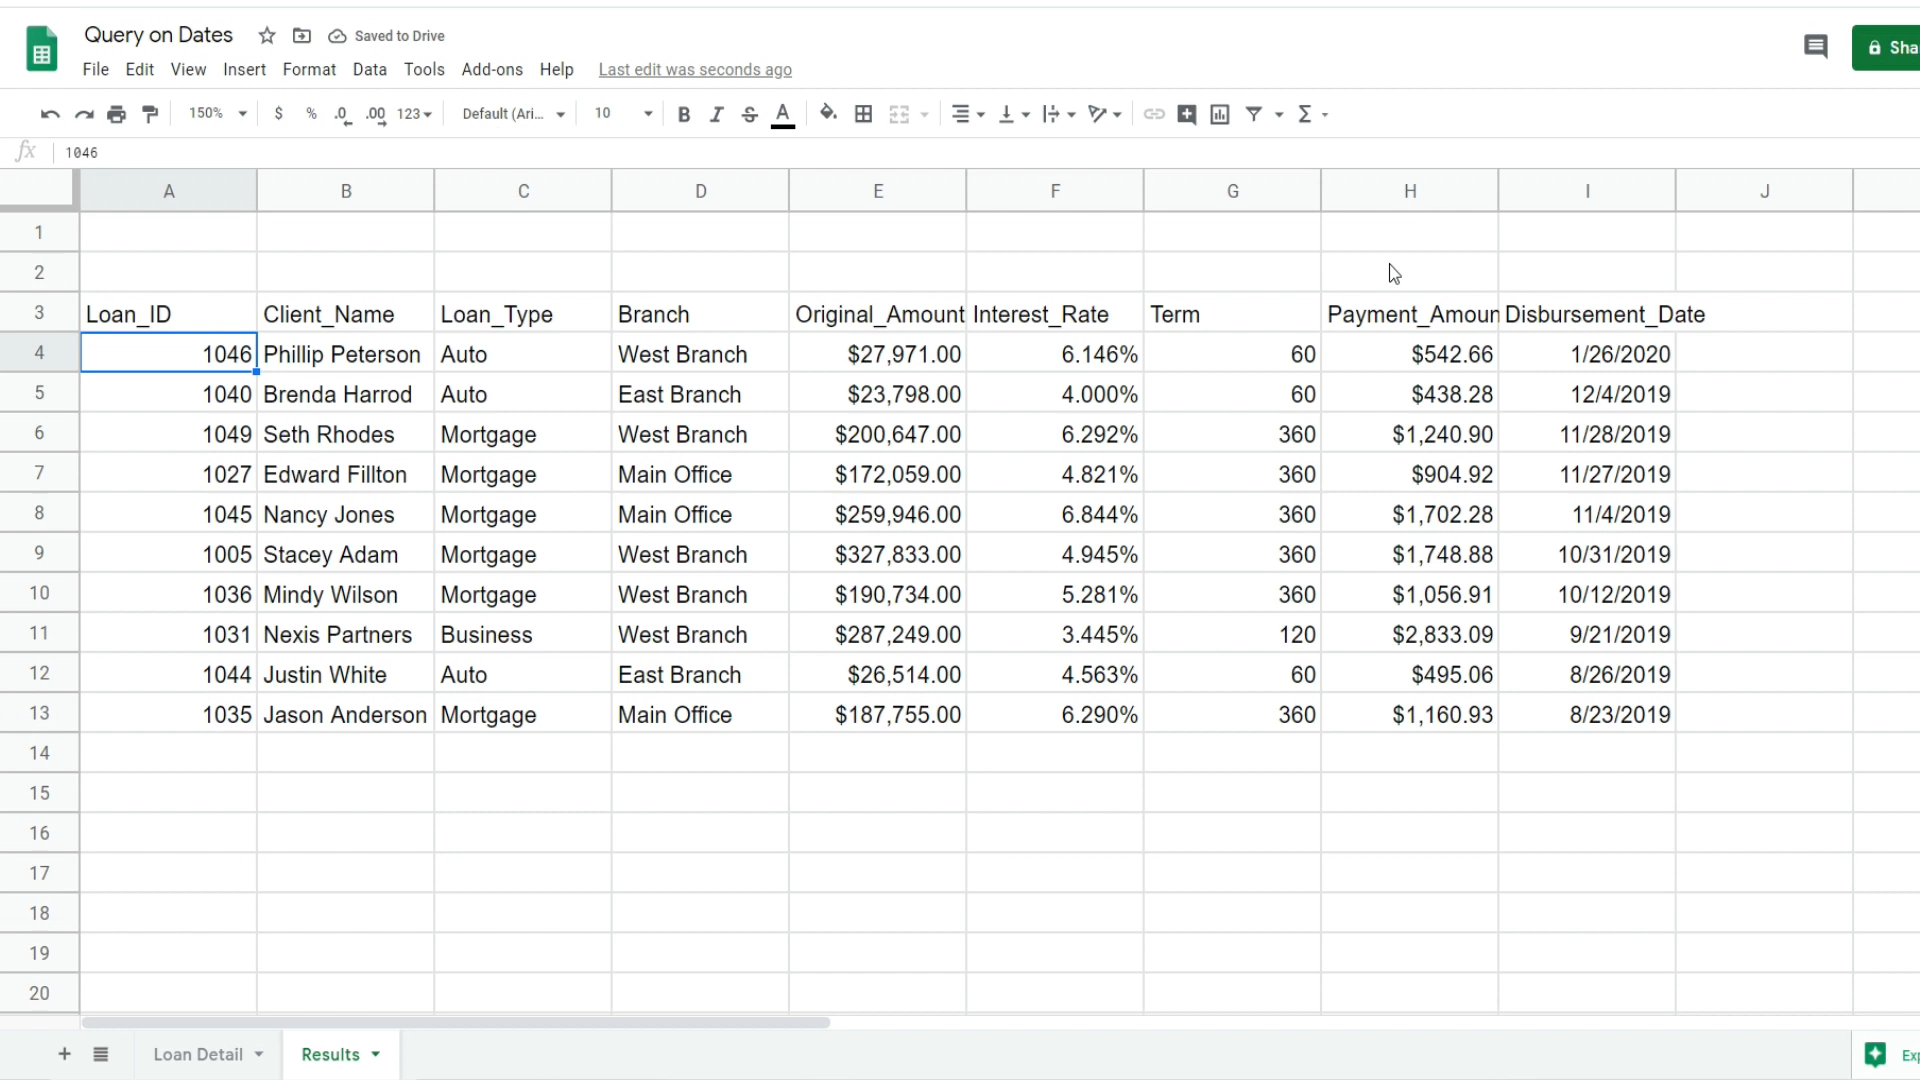 Query on Dates Saved to Drive
File Edit View Insert Format Data Tools Add-ons Help Last edit was seconds ago
150% $ % .0 .00 123 Default (Ari... 10 B I S A Σ
fx 1046
A B C D E F G H I J
1
2
3 Loan_ID Client_Name Loan_Type Branch Original_Amount Interest_Rate Term Payment_Amoun Disbursement_Date
4 1046 Phillip Peterson Auto West Branch $27,971.00 6.146% 60 $542.66 1/26/2020
5 1040 Brenda Harrod Auto East Branch $23,798.00 4.000% 60 $438.28 12/4/2019
6 1049 Seth Rhodes Mortgage West Branch $200,647.00 6.292% 360 $1,240.90 11/28/2019
7 1027 Edward Fillton Mortgage Main Office $172,059.00 4.821% 360 $904.92 11/27/2019
8 1045 Nancy Jones Mortgage Main Office $259,946.00 6.844% 360 $1,702.28 11/4/2019
9 1005 Stacey Adam Mortgage West Branch $327,833.00 4.945% 360 $1,748.88 10/31/2019
10 1036 Mindy Wilson Mortgage West Branch $190,734.00 5.281% 360 $1,056.91 10/12/2019
11 1031 Nexis Partners Business West Branch $287,249.00 3.445% 120 $2,833.09 9/21/2019
12 1044 Justin White Auto East Branch $26,514.00 4.563% 60 $495.06 8/26/2019
13 1035 Jason Anderson Mortgage Main Office $187,755.00 6.290% 360 $1,160.93 8/23/2019
14
15
16
17
18
19
20
Sha
Loan Detail Results Exp